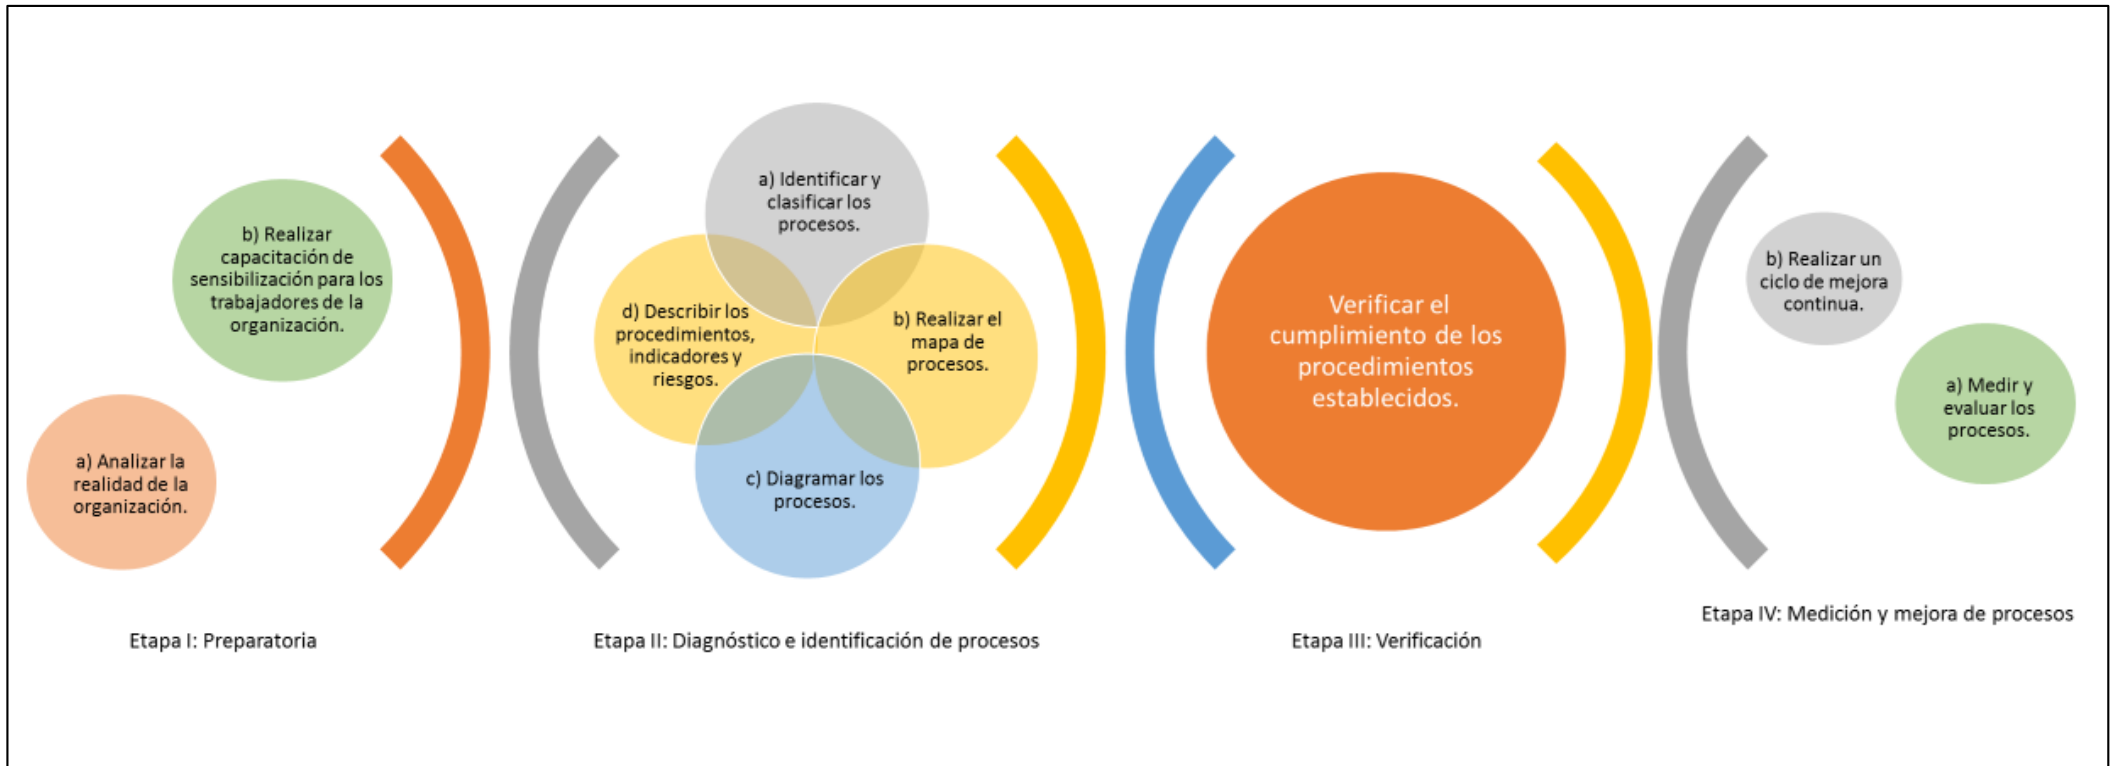 b) Realizar
capacitación de
sensibilización para los
trabajadores de la
organización.
a) Analizar la
realidad de la
organización.
Etapa I: Preparatoria
a) Identificar y
clasificar los
procesos.
b) Realizar el
mapa de
procesos.
c) Diagramar los
procesos.
d) Describir los
procedimientos,
indicadores y
riesgos.
Etapa II: Diagnóstico e identificación de procesos
Verificar el
cumplimiento de los
procedimientos
establecidos.
Etapa III: Verificación
b) Realizar un
ciclo de mejora
continua.
a) Medir y
evaluar los
procesos.
Etapa IV: Medición y mejora de procesos